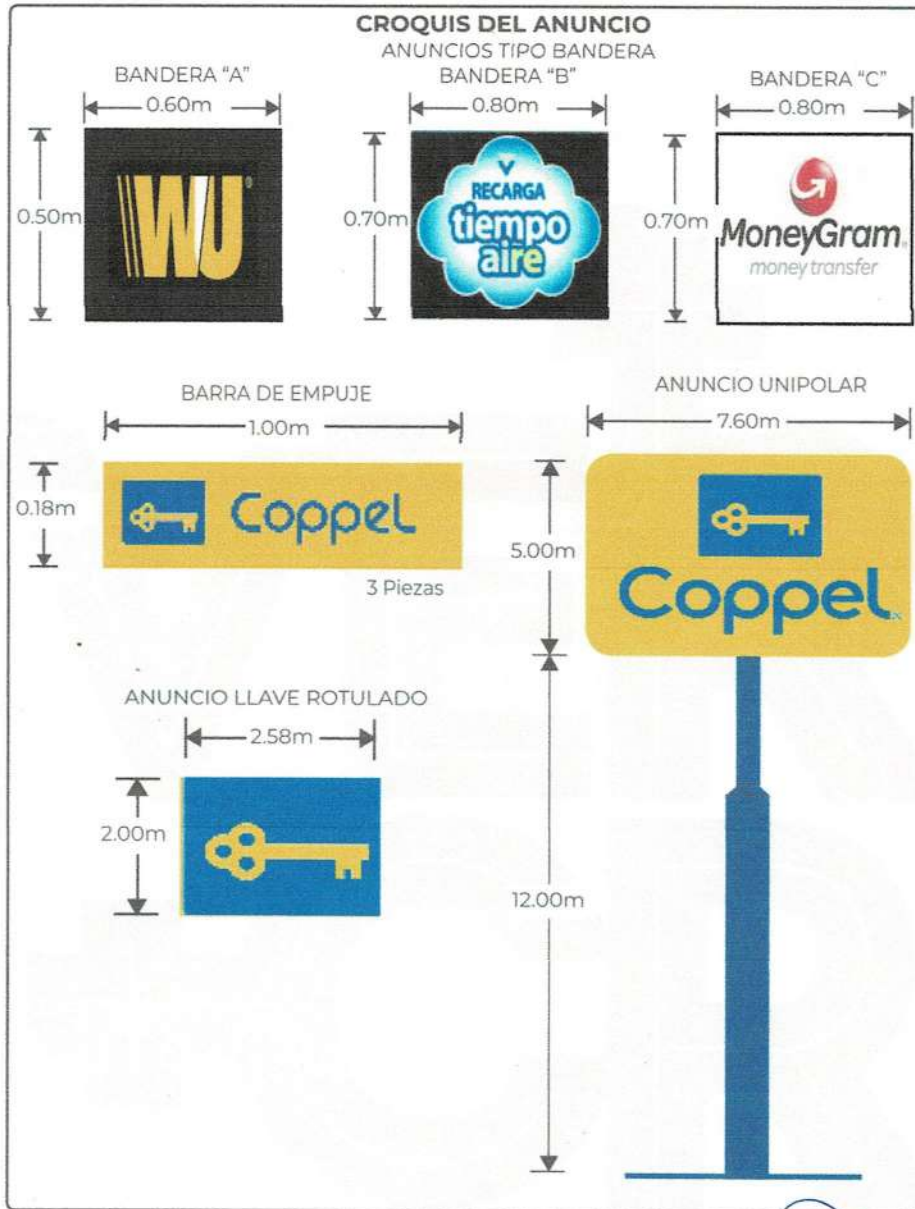 CROQUIS DEL ANUNCIO
ANUNCIOS TIPO BANDERA
BANDERA "A"
0.60m
0.50m
WU
BANDERA "B"
0.80m
0.70m
RECARGA
tiempo
aire
BANDERA "C"
0.80m
0.70m
MoneyGram
money transfer
BARRA DE EMPUJE
1.00m
0.18m
Coppel
3 Piezas
ANUNCIO UNIPOLAR
7.60m
5.00m
Coppel
12.00m
ANUNCIO LLAVE ROTULADO
2.58m
2.00m